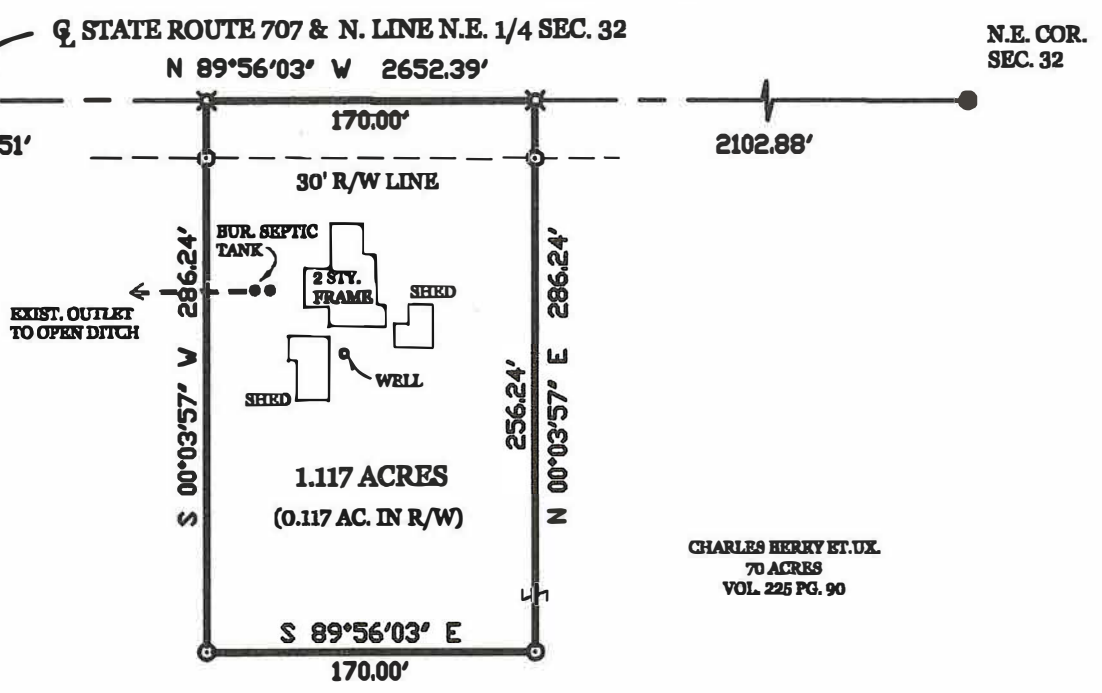 ℄ STATE ROUTE 707 & N. LINE N.E. 1/4 SEC. 32
N 89°56'03" W 2652.39'
N.E. COR.
SEC. 32
170.00'
51'
2102.88'
30' R/W LINE
BUR. SEPTIC
TANK
2 STY.
FRAME
SHED
EXIST. OUTLET
TO OPEN DITCH
WELL
SHED
S 00°03'57" W 286.24'
256.24'
N 00°03'57" E 286.24'
1.117 ACRES
(0.117 AC. IN R/W)
CHARLES BERRY ET.UX.
70 ACRES
VOL. 225 PG. 90
S 89°56'03" E
170.00'